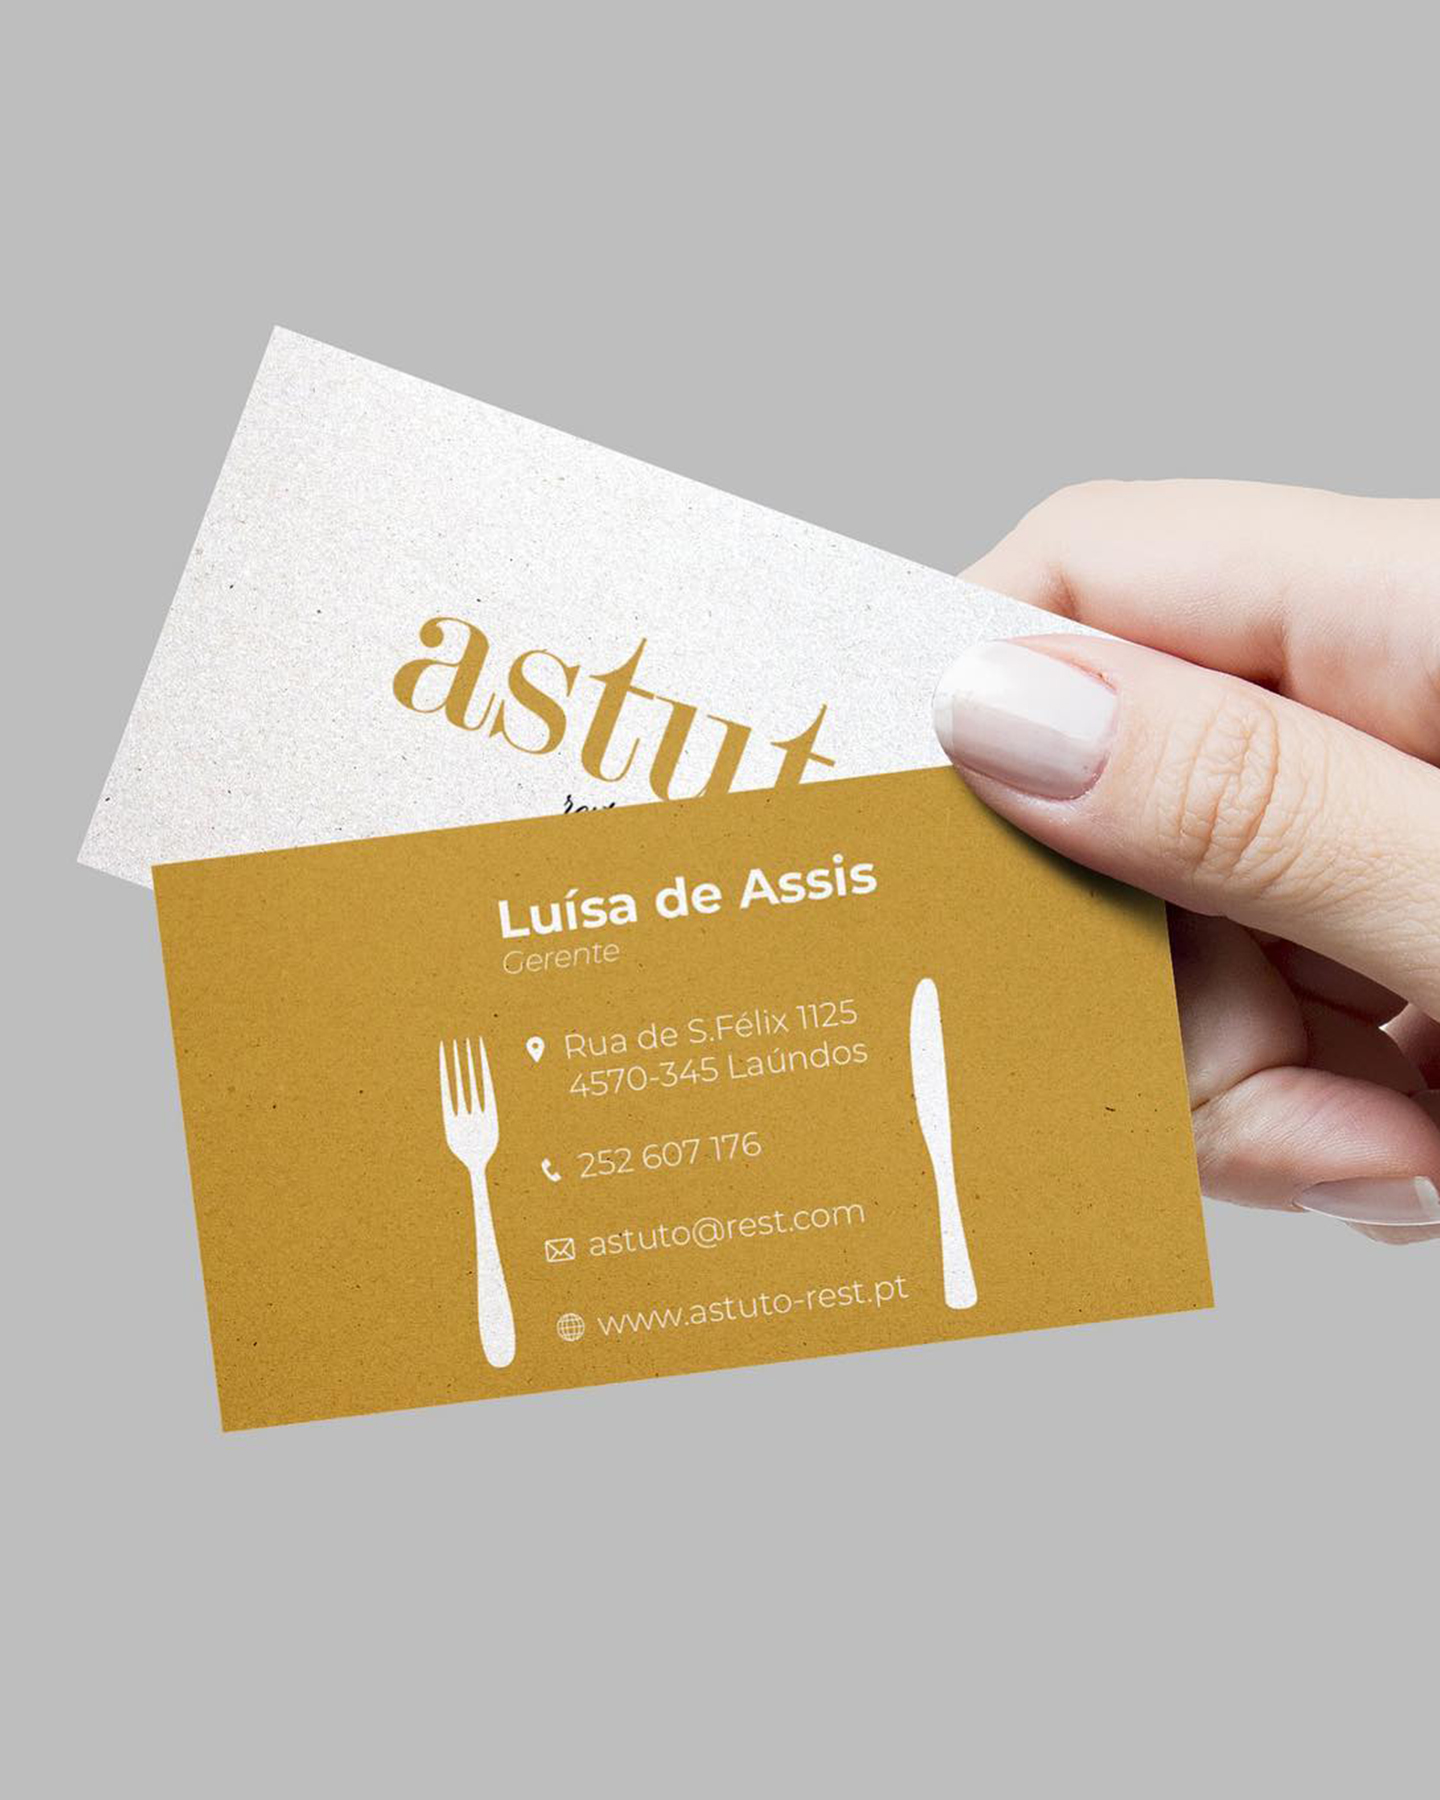 astut
Luísa de Assis
Gerente
Rua de S.Félix 1125
4570-345 Laúndos
252 607 176
astuto@rest.com
www.astuto-rest.pt